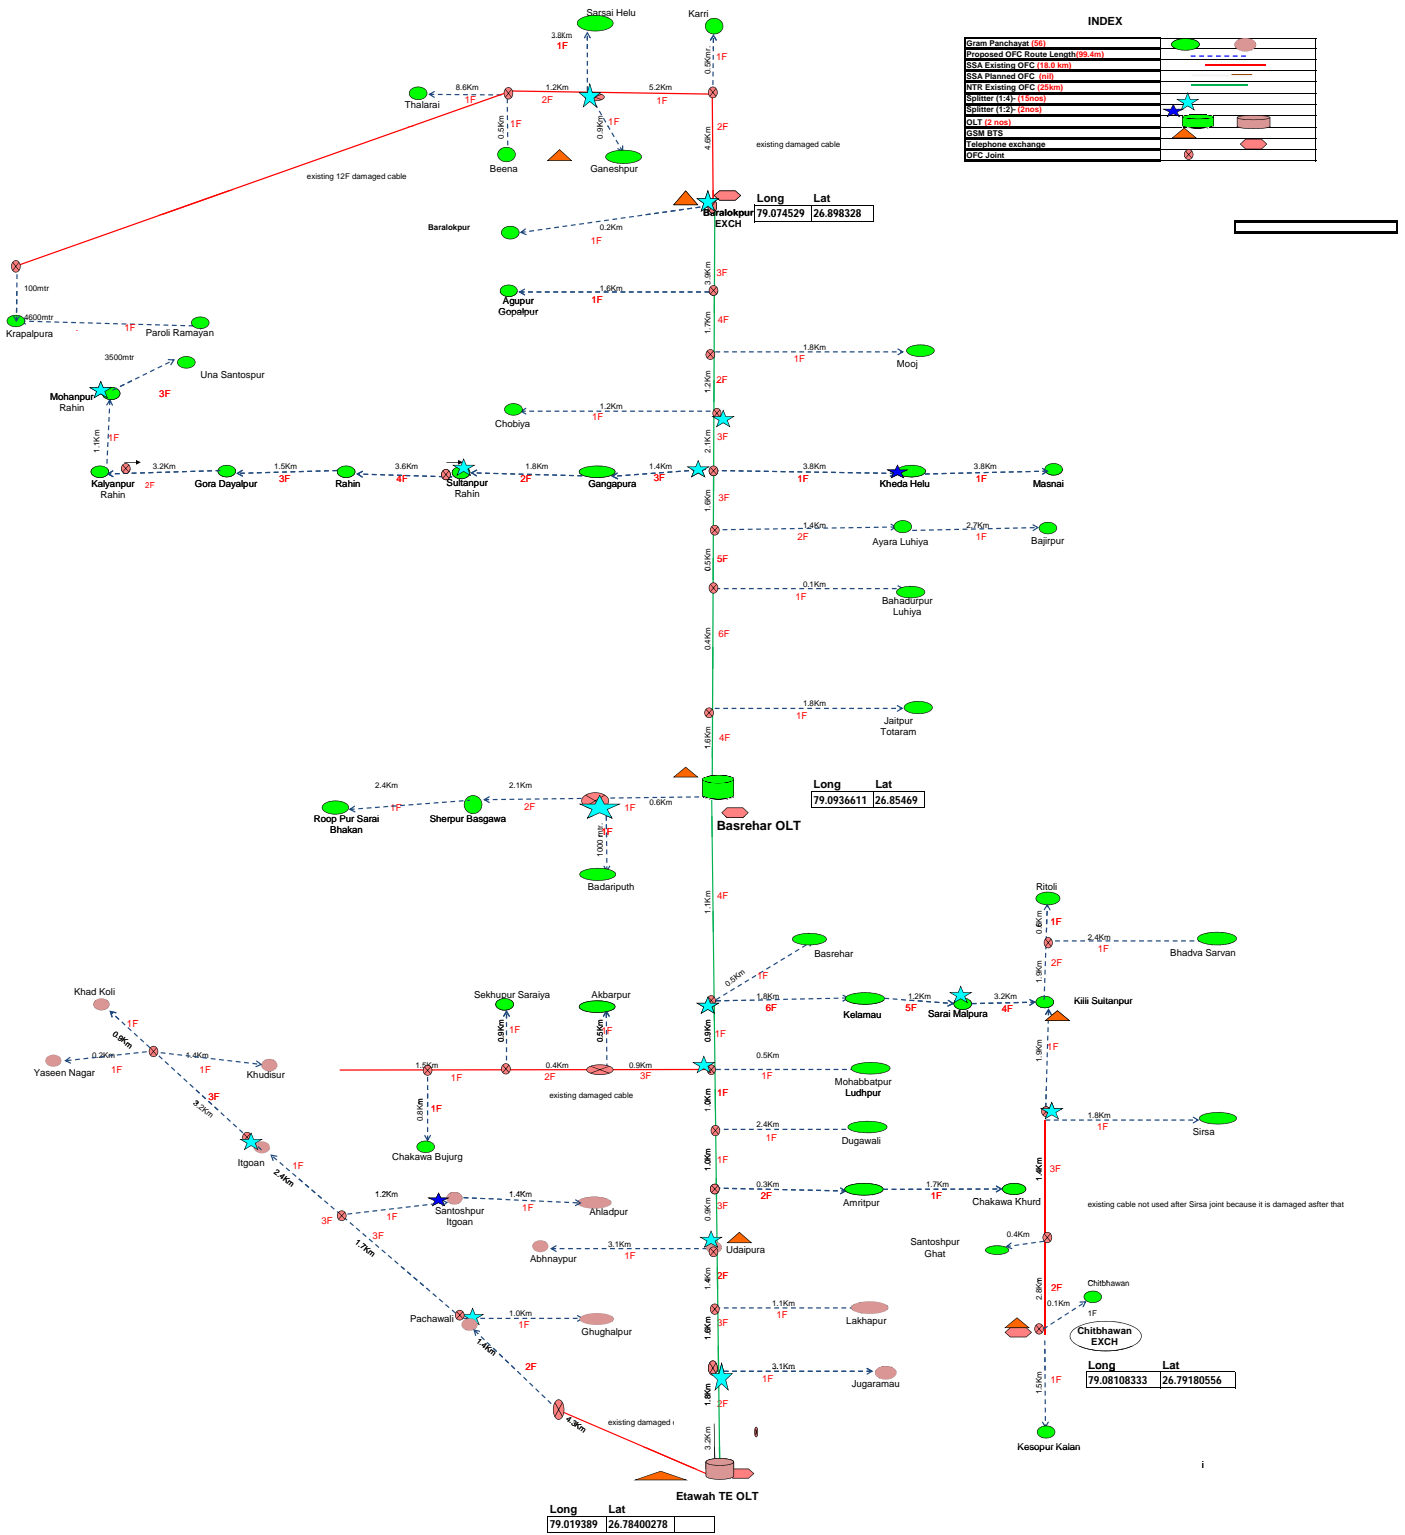 INDEX
Gram Panchayat (56)
Proposed OFC Route Length(99.4m)
SSA Existing OFC (18.0 km)
SSA Planned OFC (nil)
NTR Existing OFC (25km)
Splitter (1:4)- (15nos)
Splitter (1:2)- (2nos)
OLT (2 nos)
GSM BTS
Telephone exchange
OFC Joint
Sarsai Helu
Karri
3.8Km
1F
0.5Kmtr.
1F
Thalarai
8.6Km
1F
1.2Km
2F
5.2Km
1F
0.5Km
1F
0.9Km
1F
4.6Km
2F
Beena
Ganeshpur
existing damaged cable
existing 12F damaged cable
Baralokpur
EXCH
Long Lat
79.074529 26.898328
Baralokpur
0.2Km
1F
3.9Km
3F
1.6Km
1F
Agupur
Gopalpur
100mtr
4600mtr
1F
Krapalpura
Paroli Ramayan
1.7Km
4F
1.8Km
1F
Mooj
3500mtr
Una Santospur
3F
Mohanpur
Rahin
1.2Km
2F
1.2Km
1F
Chobiya
2.1Km
3F
1.1Km
1F
3.2Km
2F
1.5Km
3F
3.6Km
4F
1.8Km
2F
1.4Km
3F
3.8Km
1F
3.8Km
1F
Kalyanpur
Rahin
Gora Dayalpur
Rahin
Sultanpur
Rahin
Gangapura
Kheda Helu
Masnai
1.6Km
3F
1.4Km
2F
Ayara Luhiya
2.7Km
1F
Bajirpur
0.5Km
5F
0.1Km
1F
Bahadurpur
Luhiya
0.4Km
6F
1.8Km
1F
Jaitpur
Totaram
1.6Km
4F
Long Lat
79.0936611 26.85469
2.4Km
1F
2.1Km
2F
1F
0.6Km
Roop Pur Sarai
Bhakan
Sherpur Basgawa
Basrehar OLT
1000 mtr.
1F
Badariputh
1.1Km
4F
Basrehar
0.5Km
1F
Ritoli
0.6Km
1F
2.4Km
1F
Bhadva Sarvan
1.9Km
2F
Khad Koli
1F
0.9Km
Sekhupur Saraiya
Akbarpur
1.8Km
6F
Kelamau
1.2Km
5F
Sarai Malpura
3.2Km
4F
Killi Suitanpur
0.9Km
1F
0.5Km
1F
0.9Km
1F
0.2Km
1F
Yaseen Nagar
1.4Km
1F
Khudisur
1.5Km
1F
0.4Km
2F
0.9Km
3F
0.5Km
1F
Mohabbatpur
Ludhpur
1.9Km
1F
existing damaged cable
3F
3.2Km
0.8Km
1F
Chakawa Bujurg
1.0Km
1F
2.4Km
1F
Dugawali
1.8Km
1F
Sirsa
Itgoan
2.4Km
1F
1.0Km
1F
1.4Km
3F
1.2Km
1F
Santoshpur
Itgoan
1.4Km
1F
Ahladpur
0.3Km
2F
Amritpur
1.7Km
1F
Chakawa Khurd
existing cable not used after Sirsa joint because it is damaged asfter that
3F
3F
1.7Km
0.9Km
3F
Abhnaypur
3.1Km
1F
Udaipura
Santoshpur
Ghat
0.4Km
1.4Km
2F
2.8Km
2F
Chitbhawan
0.1Km
1F
Pachawali
1.0Km
1F
Ghughalpur
1.1Km
1F
Lakhapur
Chitbhawan
EXCH
1.4Km
2F
1.6Km
3F
Long Lat
79.08108333 26.79180556
1.5Km
1F
3.1Km
1F
Jugaramau
1.8Km
2F
4.3Km
existing damaged (
3.2Km
Kesopur Kalan
i
Etawah TE OLT
Long Lat
79.019389 26.78400278